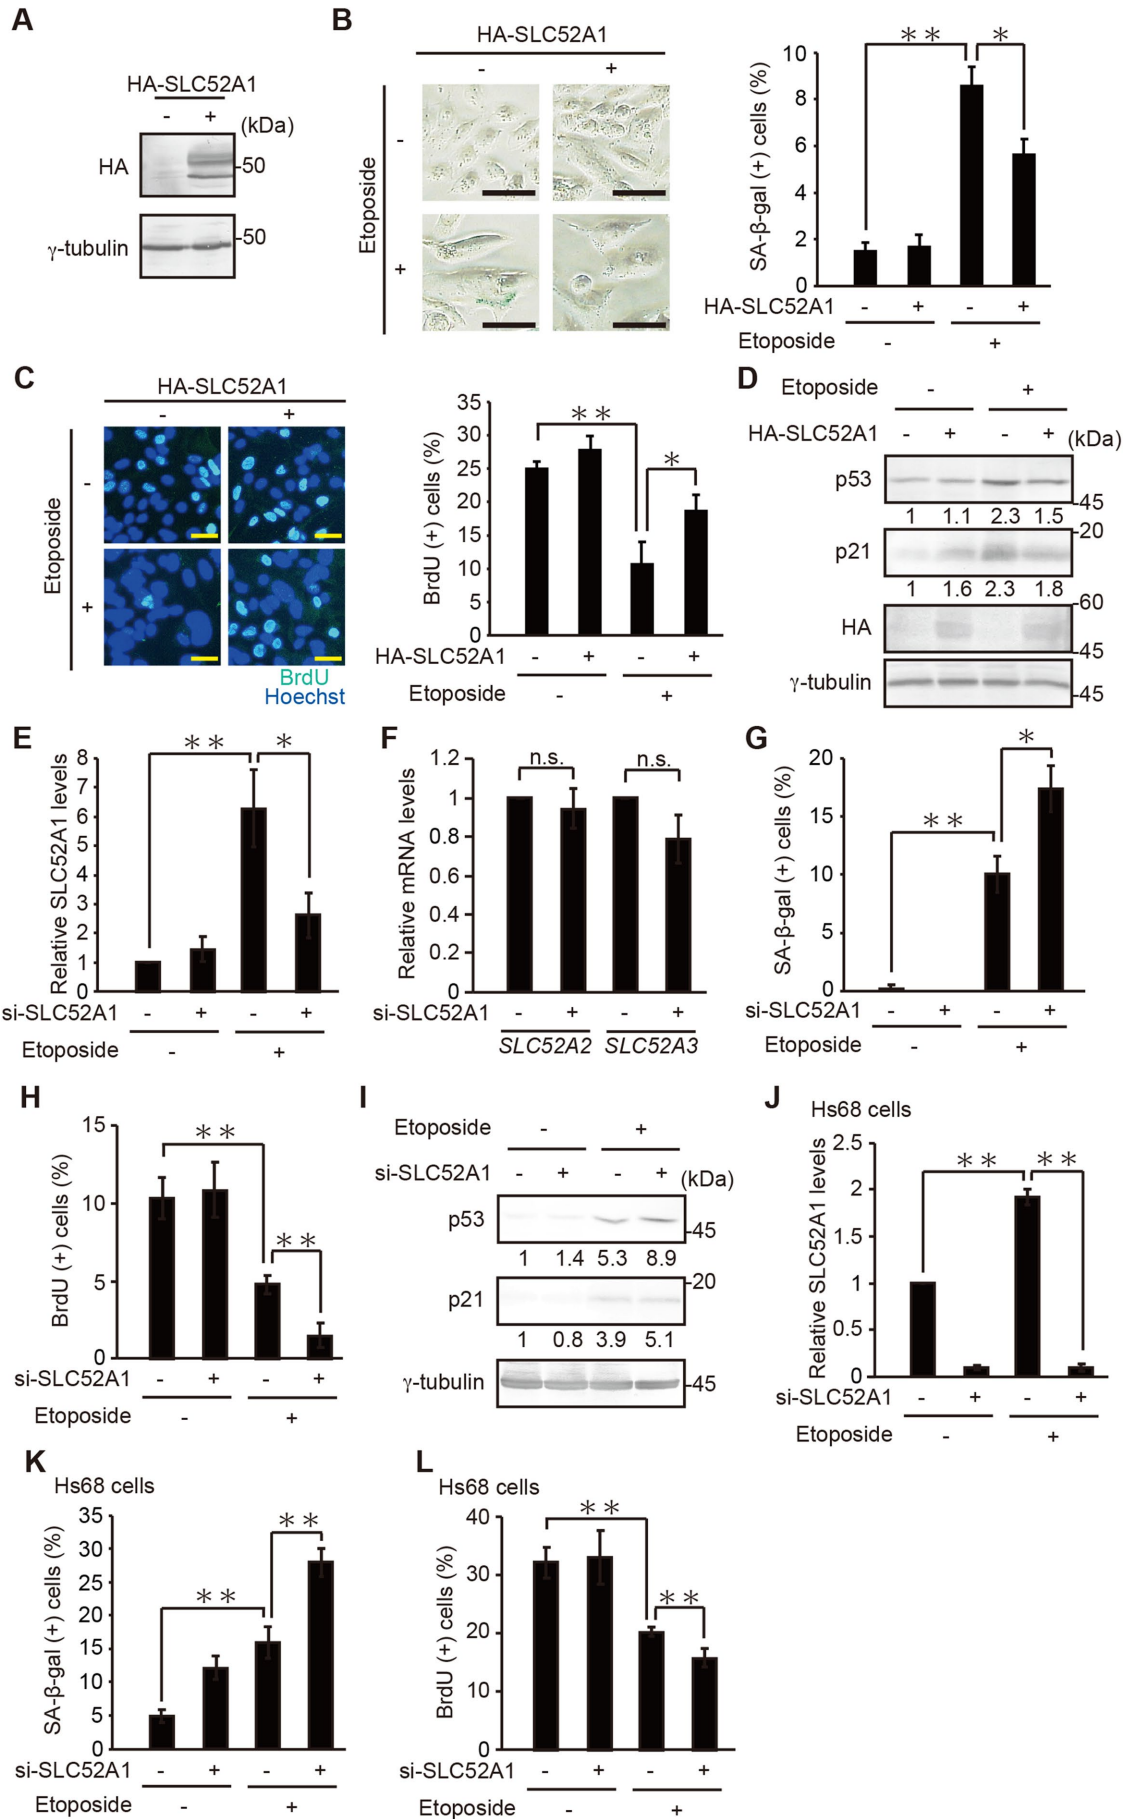 A
HA-SLC52A1
- +
(kDa)
HA
-50
γ-tubulin
-50
B
HA-SLC52A1
- +
Etoposide
-
+
SA-β-gal (+) cells (%)
10
8
6
4
2
0
** *
HA-SLC52A1 - + - +
Etoposide - +
C
HA-SLC52A1
- +
Etoposide
-
+
BrdU
Hoechst
BrdU (+) cells (%)
35
30
25
20
15
10
5
0
** *
HA-SLC52A1 - + - +
Etoposide - +
D
Etoposide - +
HA-SLC52A1 - + - + (kDa)
p53
-45
1 1.1 2.3 1.5
-20
p21
1 1.6 2.3 1.8
-60
HA
-45
γ-tubulin
-45
E
Relative SLC52A1 levels
8
7
6
5
4
3
2
1
0
** *
si-SLC52A1 - + - +
Etoposide - +
F
Relative mRNA levels
1.2
1
0.8
0.6
0.4
0.2
0
n.s. n.s.
si-SLC52A1 - + - +
SLC52A2 SLC52A3
G
SA-β-gal (+) cells (%)
20
15
10
5
0
** *
si-SLC52A1 - + - +
Etoposide - +
H
BrdU (+) cells (%)
15
10
5
0
** **
si-SLC52A1 - + - +
Etoposide - +
I
Etoposide - +
si-SLC52A1 - + - + (kDa)
p53
-45
1 1.4 5.3 8.9
-20
p21
1 0.8 3.9 5.1
γ-tubulin
-45
J
Hs68 cells
Relative SLC52A1 levels
2.5
2
1.5
1
0.5
0
** **
si-SLC52A1 - + - +
Etoposide - +
K
Hs68 cells
SA-β-gal (+) cells (%)
35
30
25
20
15
10
5
0
** **
si-SLC52A1 - + - +
Etoposide - +
L
Hs68 cells
BrdU (+) cells (%)
40
30
20
10
0
** **
si-SLC52A1 - + - +
Etoposide - +